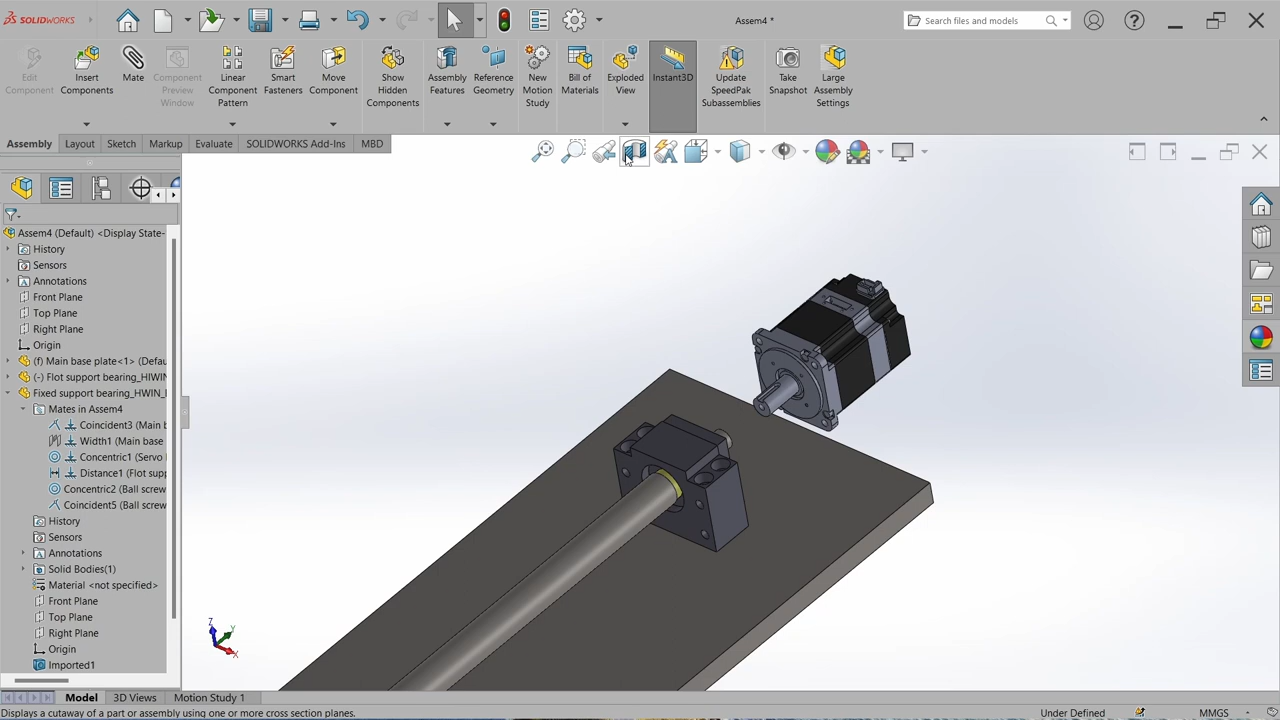 SOLIDWORKS
Assem4 *
Search files and models
Edit Component
Insert Components
Mate
Component Preview Window
Linear Component Pattern
Smart Fasteners
Move Component
Show Hidden Components
Assembly Features
Reference Geometry
New Motion Study
Bill of Materials
Exploded View
Instant3D
Update SpeedPak Subassemblies
Take Snapshot
Large Assembly Settings
Assembly Layout Sketch Markup Evaluate SOLIDWORKS Add-Ins MBD
Assem4 (Default) <Display State-
History
Sensors
Annotations
Front Plane
Top Plane
Right Plane
Origin
(f) Main base plate<1> (Defau
(-) Flot support bearing_HIWIN
Fixed support bearing_HWIN_
Mates in Assem4
Coincident3 (Main b
Width1 (Main base
Concentric1 (Servo
Distance1 (Flot supp
Concentric2 (Ball screw
Coincident5 (Ball screw
History
Sensors
Annotations
Solid Bodies(1)
Material <not specified>
Front Plane
Top Plane
Right Plane
Origin
Imported1
Z
Y
X
Model 3D Views Motion Study 1
Displays a cutaway of a part or assembly using one or more cross section planes.
Under Defined
MMGS